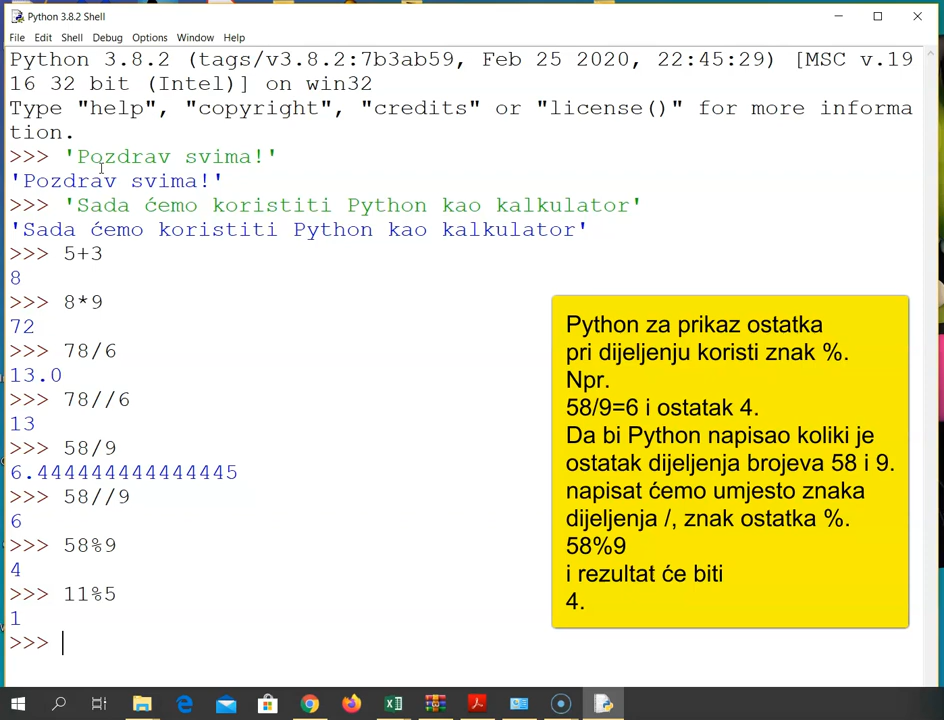 Python 3.8.2 Shell
File Edit Shell Debug Options Window Help
Python 3.8.2 (tags/v3.8.2:7b3ab59, Feb 25 2020, 22:45:29) [MSC v.19
16 32 bit (Intel)] on win32
Type "help", "copyright", "credits" or "license()" for more informa
tion.
>>> 'Pozdrav svima!'
'Pozdrav svima!'
>>> 'Sada ćemo koristiti Python kao kalkulator'
'Sada ćemo koristiti Python kao kalkulator'
>>> 5+3
8
>>> 8*9
72
>>> 78/6
13.0
>>> 78//6
13
>>> 58/9
6.444444444444445
>>> 58//9
6
>>> 58%9
4
>>> 11%5
1
>>>
Python za prikaz ostatka
pri dijeljenju koristi znak %.
Npr.
58/9=6 i ostatak 4.
Da bi Python napisao koliki je
ostatak dijeljenja brojeva 58 i 9.
napisat ćemo umjesto znaka
dijeljenja /, znak ostatka %.
58%9
i rezultat će biti
4.